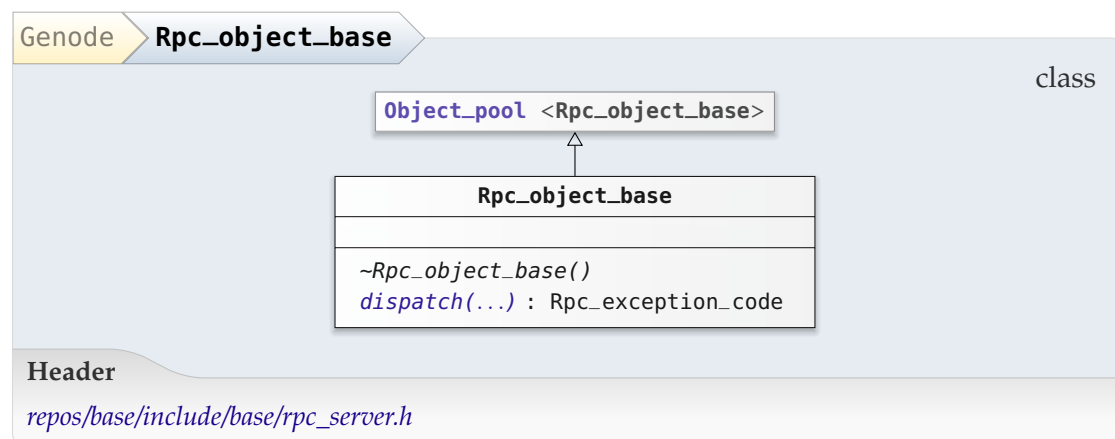 Genode Rpc_object_base
class
Object_pool <Rpc_object_base>
Rpc_object_base
~Rpc_object_base()
dispatch(...) : Rpc_exception_code
Header
repos/base/include/base/rpc_server.h